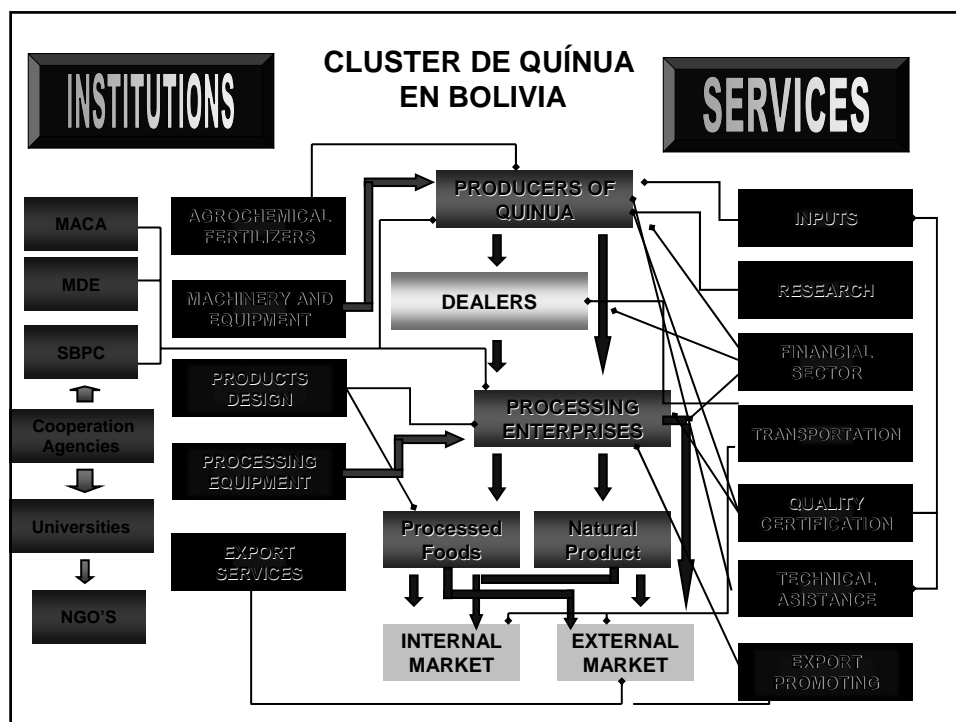 CLUSTER DE QUÍNUA
EN BOLIVIA
INSTITUTIONS
SERVICES
MACA
MDE
SBPC
Cooperation
Agencies
Universities
NGO'S
AGROCHEMICAL
FERTILIZERS
MACHINERY AND
EQUIPMENT
PRODUCTS
DESIGN
PROCESSING
EQUIPMENT
EXPORT
SERVICES
PRODUCERS OF
QUINUA
DEALERS
PROCESSING
ENTERPRISES
Processed
Foods
Natural
Product
INTERNAL
MARKET
EXTERNAL
MARKET
INPUTS
RESEARCH
FINANCIAL
SECTOR
TRANSPORTATION
QUALITY
CERTIFICATION
TECHNICAL
ASISTANCE
EXPORT
PROMOTING